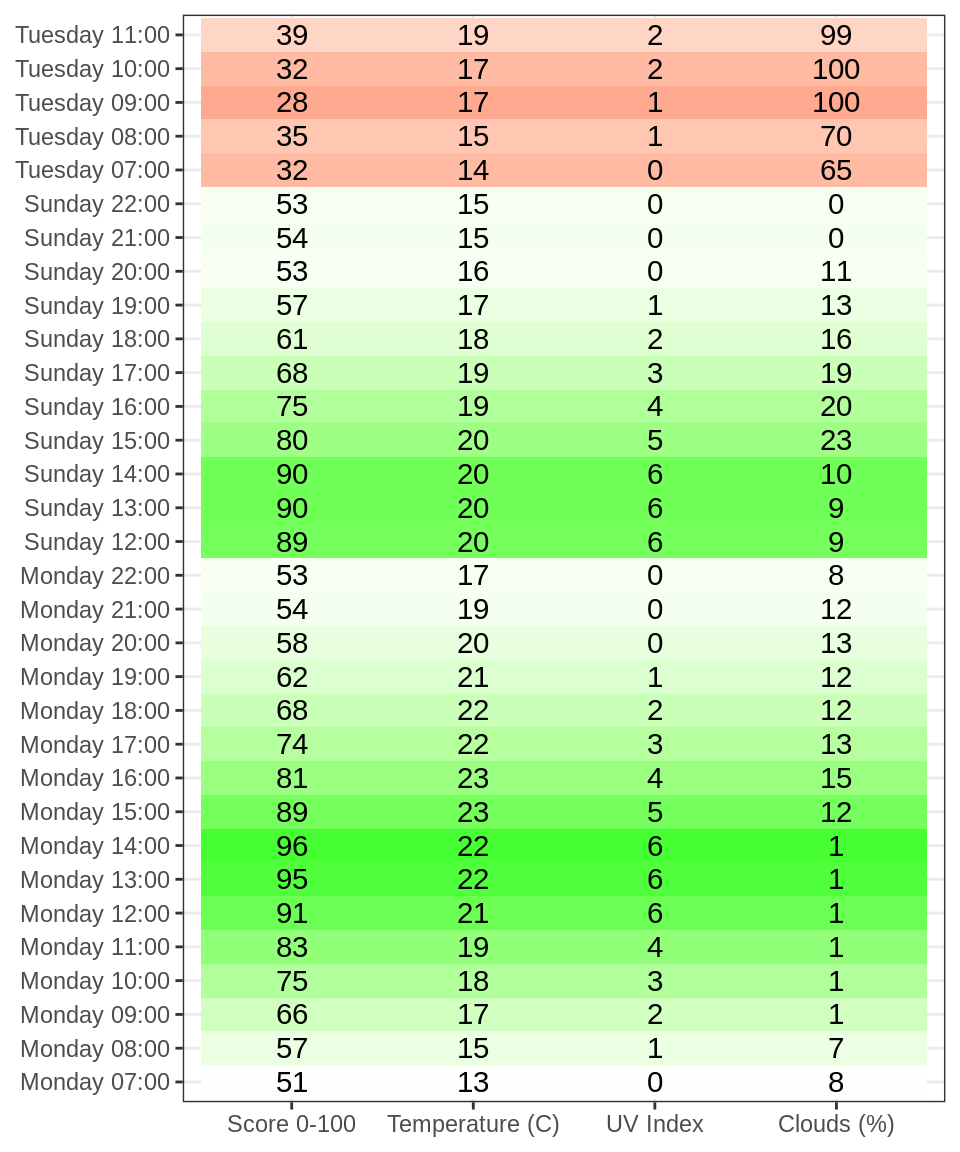 Tuesday 11:00 39 19 2 99
Tuesday 10:00 32 17 2 100
Tuesday 09:00 28 17 1 100
Tuesday 08:00 35 15 1 70
Tuesday 07:00 32 14 0 65
Sunday 22:00 53 15 0 0
Sunday 21:00 54 15 0 0
Sunday 20:00 53 16 0 11
Sunday 19:00 57 17 1 13
Sunday 18:00 61 18 2 16
Sunday 17:00 68 19 3 19
Sunday 16:00 75 19 4 20
Sunday 15:00 80 20 5 23
Sunday 14:00 90 20 6 10
Sunday 13:00 90 20 6 9
Sunday 12:00 89 20 6 9
Monday 22:00 53 17 0 8
Monday 21:00 54 19 0 12
Monday 20:00 58 20 0 13
Monday 19:00 62 21 1 12
Monday 18:00 68 22 2 12
Monday 17:00 74 22 3 13
Monday 16:00 81 23 4 15
Monday 15:00 89 23 5 12
Monday 14:00 96 22 6 1
Monday 13:00 95 22 6 1
Monday 12:00 91 21 6 1
Monday 11:00 83 19 4 1
Monday 10:00 75 18 3 1
Monday 09:00 66 17 2 1
Monday 08:00 57 15 1 7
Monday 07:00 51 13 0 8
Score 0-100 Temperature (C) UV Index Clouds (%)